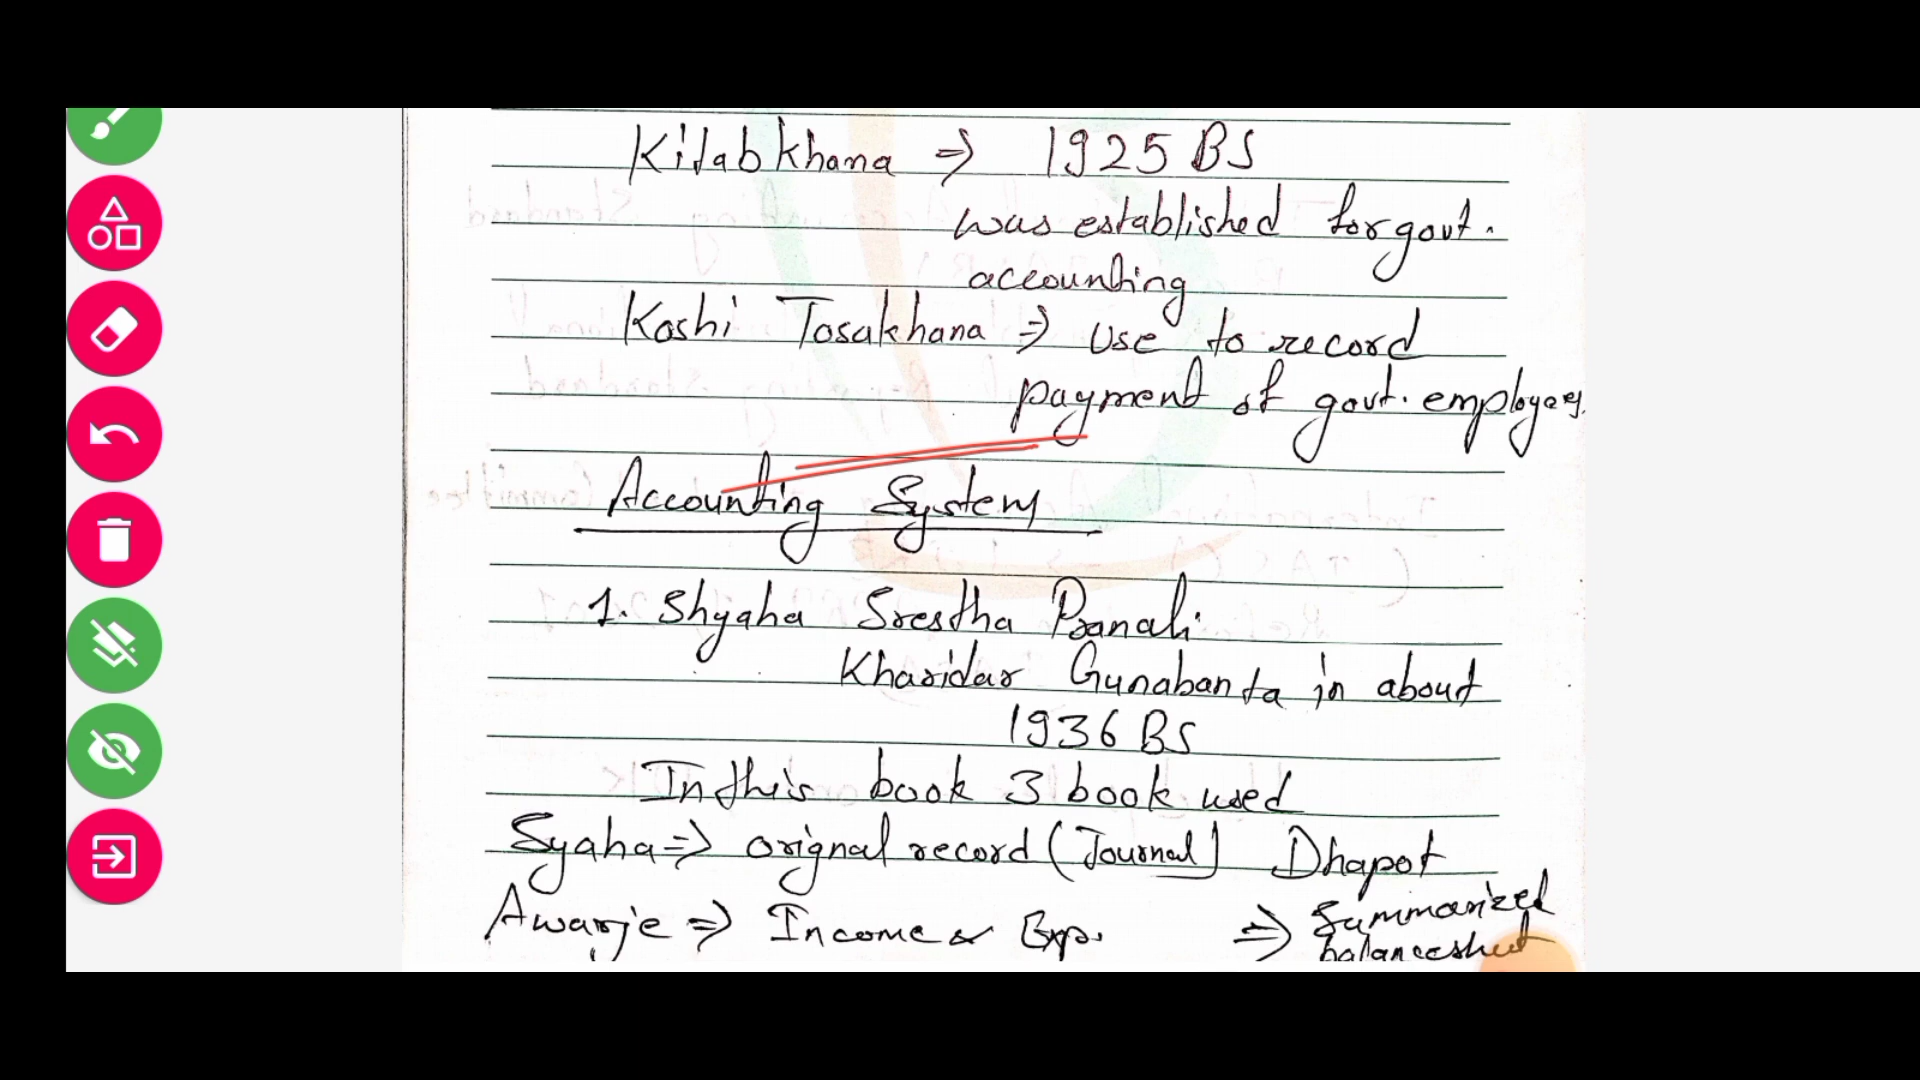 Kitabkhana ⇒ 1925 BS
was established for govt.
accounting
Koshi Tosakhana ⇒ Use to record
payment of govt. employees.
Accounting System
1. Shyaha Srestha Pranali
Kharidar Gunabanta in about
1936 BS
In this book 3 book used
Syaha ⇒ orignal record (Journal) Dhapot
Awarje ⇒ Income & Exp. ⇒ Summarized
balancesheet